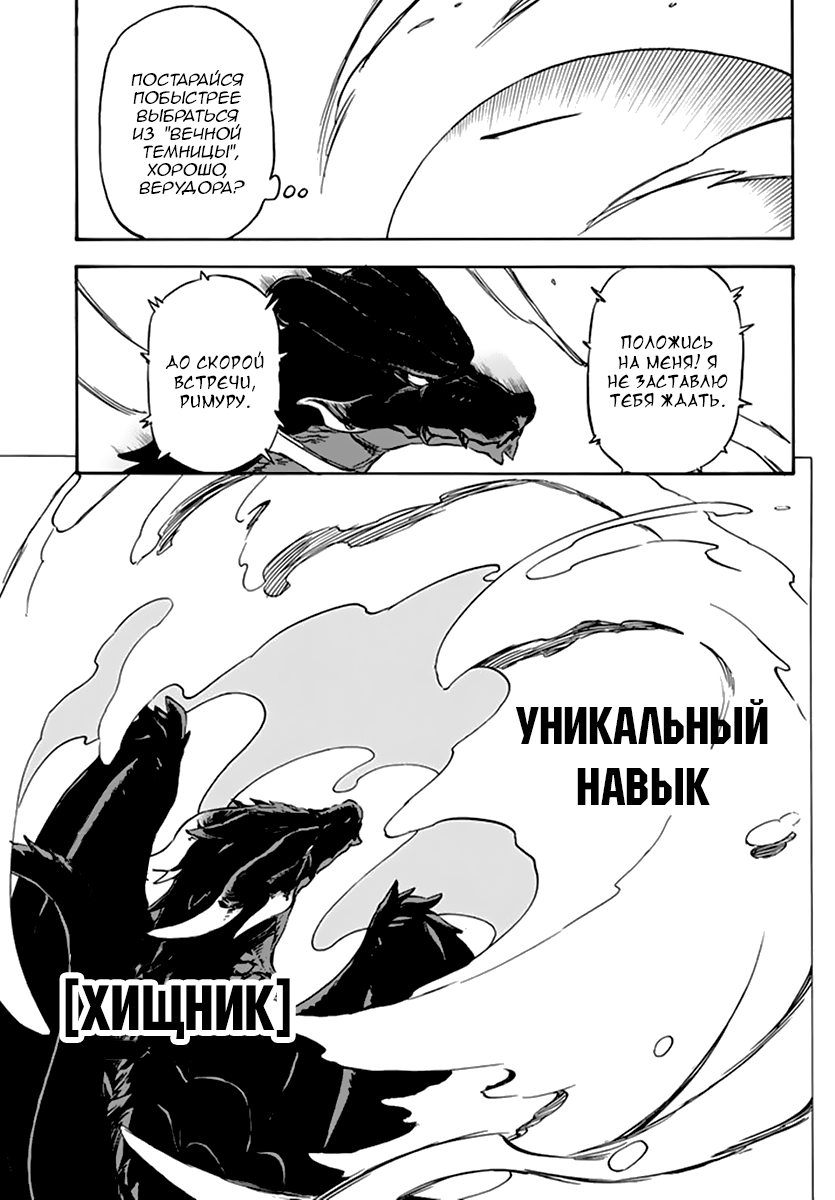 ПОСТАРАЙСЯ
ПОБЫСТРЕЕ
ВЫБРАТЬСЯ
ИЗ "ВЕЧНОЙ
ТЕМНИЦЫ",
ХОРОШО,
ВЕРУДОРА?
ПОЛОЖИСЬ
НА МЕНЯ! Я
НЕ ЗАСТАВЛЮ
ТЕБЯ ЖДАТЬ.
ДО СКОРОЙ
ВСТРЕЧИ,
РИМУРУ.
УНИКАЛЬНЫЙ
НАВЫК
[ХИЩНИК]